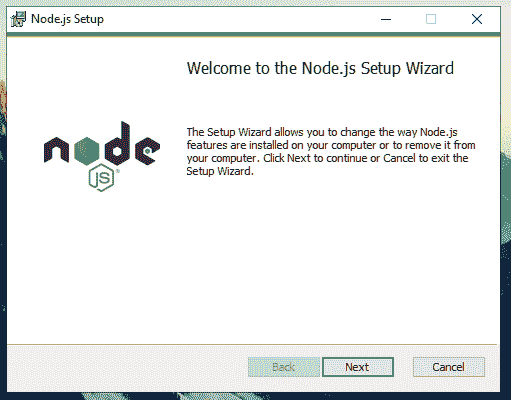 Node.js Setup
Welcome to the Node.js Setup Wizard
node
JS®
The Setup Wizard allows you to change the way Node.js
features are installed on your computer or to remove it from
your computer. Click Next to continue or Cancel to exit the
Setup Wizard.
Back
Next
Cancel